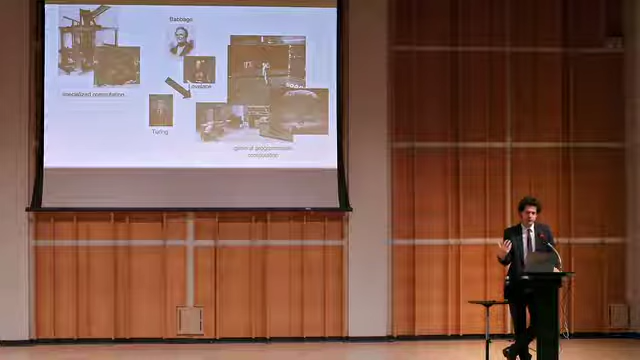 Babbage
Lovelace
specialized computation
Turing
general programmable
computation